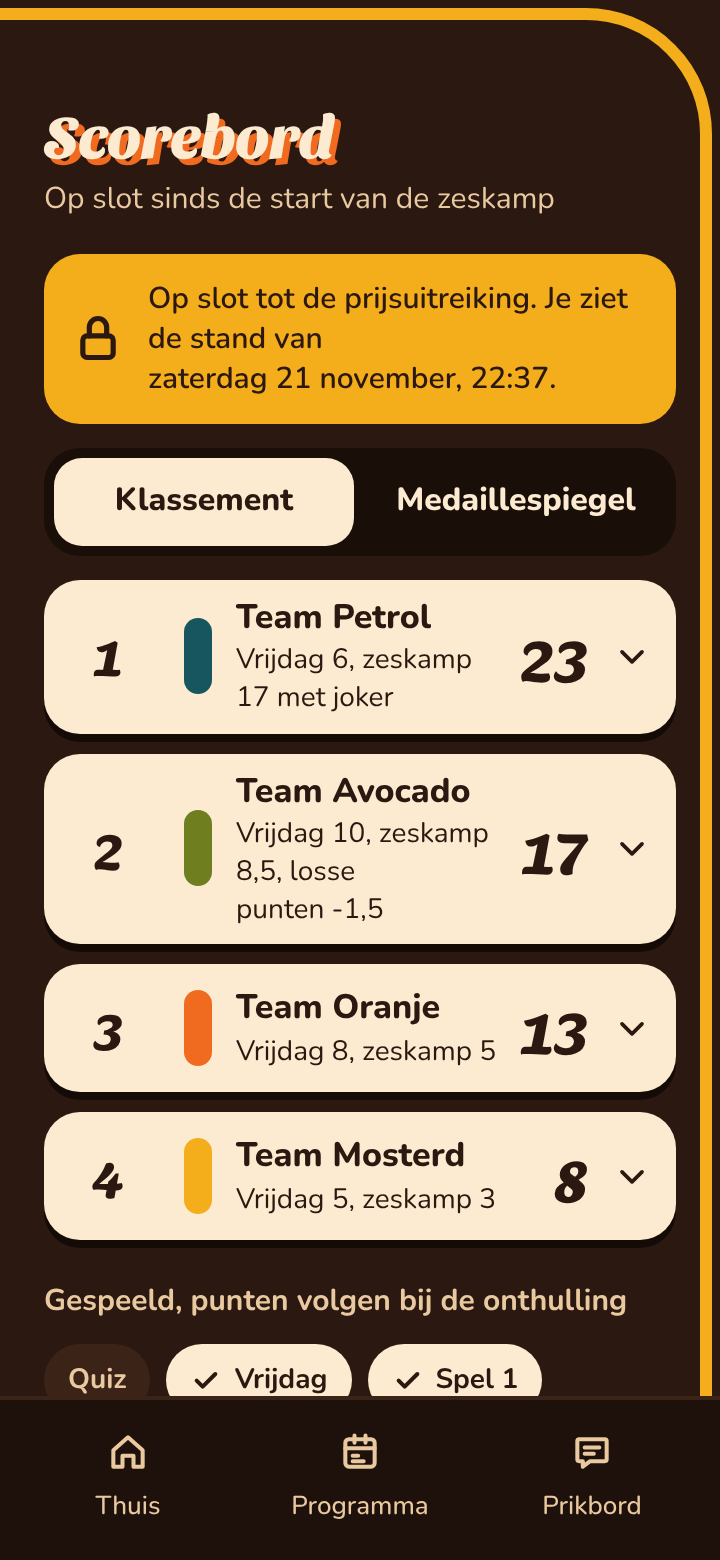 Scorebord
Op slot sinds de start van de zeskamp
Op slot tot de prijsuitreiking. Je ziet
de stand van
zaterdag 21 november, 22:37.
Klassement
Medaillespiegel
1
Team Petrol
Vrijdag 6, zeskamp
17 met joker
23
2
Team Avocado
Vrijdag 10, zeskamp
8,5, losse
punten -1,5
17
3
Team Oranje
Vrijdag 8, zeskamp 5
13
4
Team Mosterd
Vrijdag 5, zeskamp 3
8
Gespeeld, punten volgen bij de onthulling
Quiz
Vrijdag
Spel 1
Thuis
Programma
Prikbord